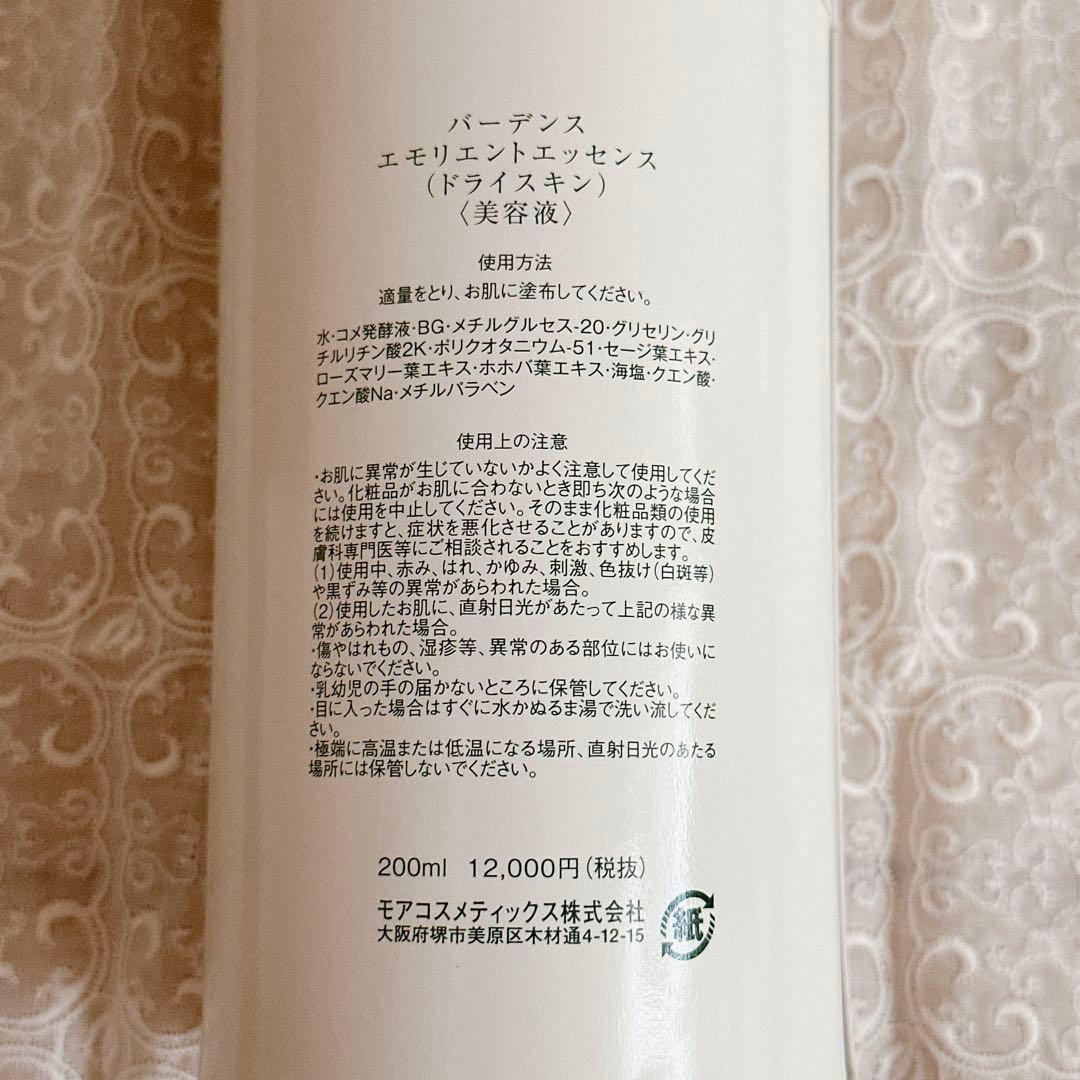 バーデンス
エモリエントエッセンス
(ドライスキン)
〈美容液〉
使用方法
適量をとり、お肌に塗布してください。
水・コメ発酵液・BG・メチルグルセス-20・グリセリン・グリ
チルリチン酸2K・ポリクオタニウム-51・セージ葉エキス・
ローズマリー葉エキス・ホホバ葉エキス・海塩・クエン酸・
クエン酸Na・メチルパラベン
使用上の注意
・お肌に異常が生じていないかよく注意して使用してくだ
さい。化粧品がお肌に合わないとき即ち次のような場合
には使用を中止してください。そのまま化粧品類の使用
を続けますと、症状を悪化させることがありますので、皮
膚科専門医等にご相談されることをおすすめします。
(1)使用中、赤み、はれ、かゆみ、刺激、色抜け(白斑等)
や黒ずみ等の異常があらわれた場合。
(2)使用したお肌に、直射日光があたって上記の様な異
常があらわれた場合。
・傷やはれもの、湿疹等、異常のある部位にはお使いに
ならないでください。
・乳幼児の手の届かないところに保管してください。
・目に入った場合はすぐに水かぬるま湯で洗い流してくだ
さい。
・極端に高温または低温になる場所、直射日光のあたる
場所には保管しないでください。
200ml 12,000円(税抜)
モアコスメティックス株式会社
大阪府堺市美原区木材通4-12-15
紙